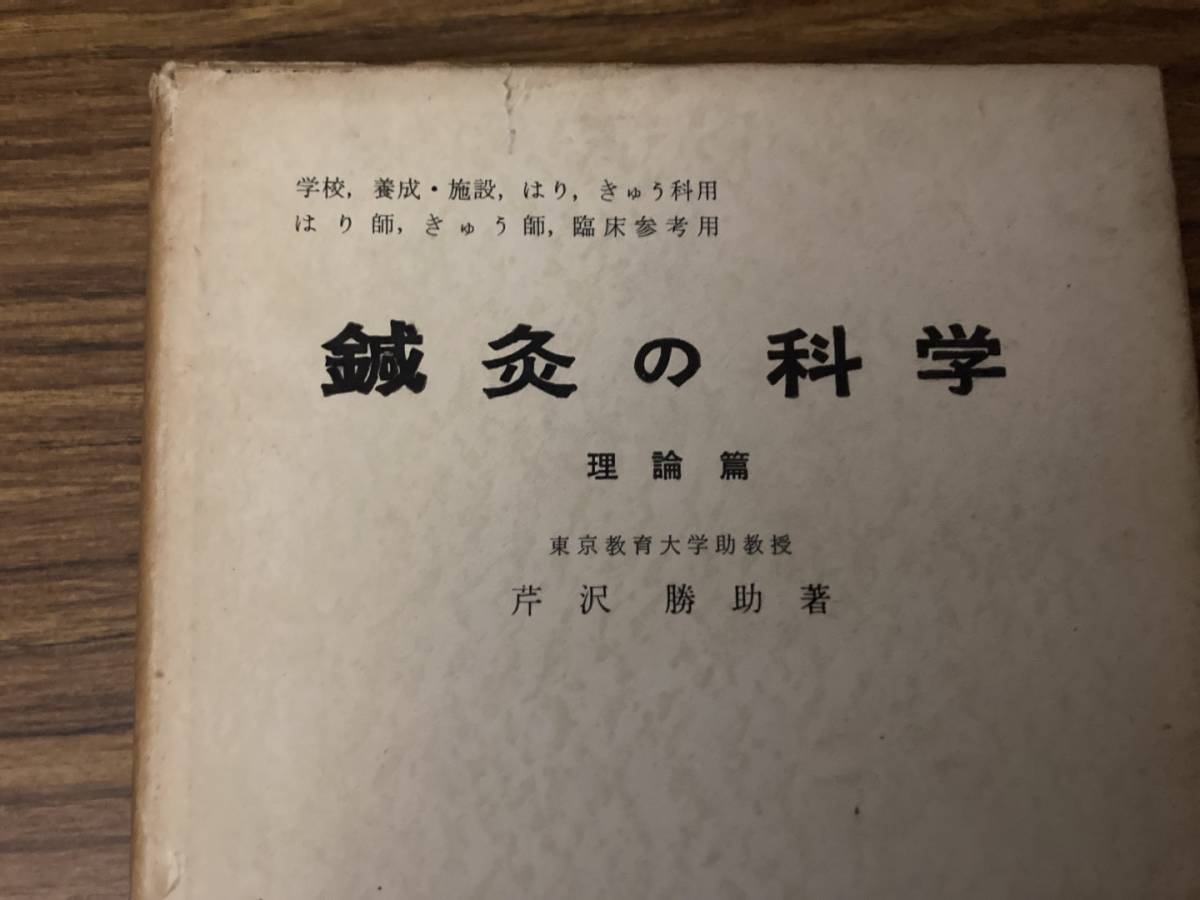 学校，養成・施設，はり，きゅう科用
はり師，きゅう師，臨床参考用
鍼灸の科学
理論篇
東京教育大学助教授
芹沢勝助著